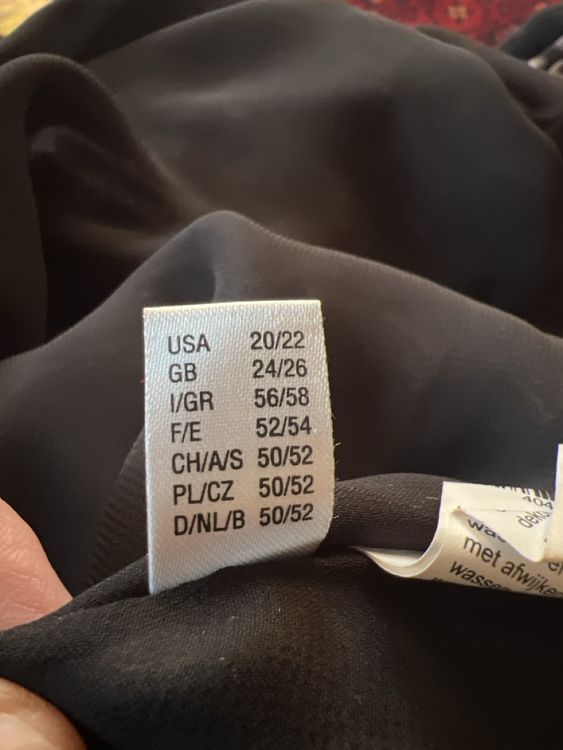 USA 20/22
GB 24/26
I/GR 56/58
F/E 52/54
CH/A/S 50/52
PL/CZ 50/52
D/NL/B 50/52
404
met afwijke